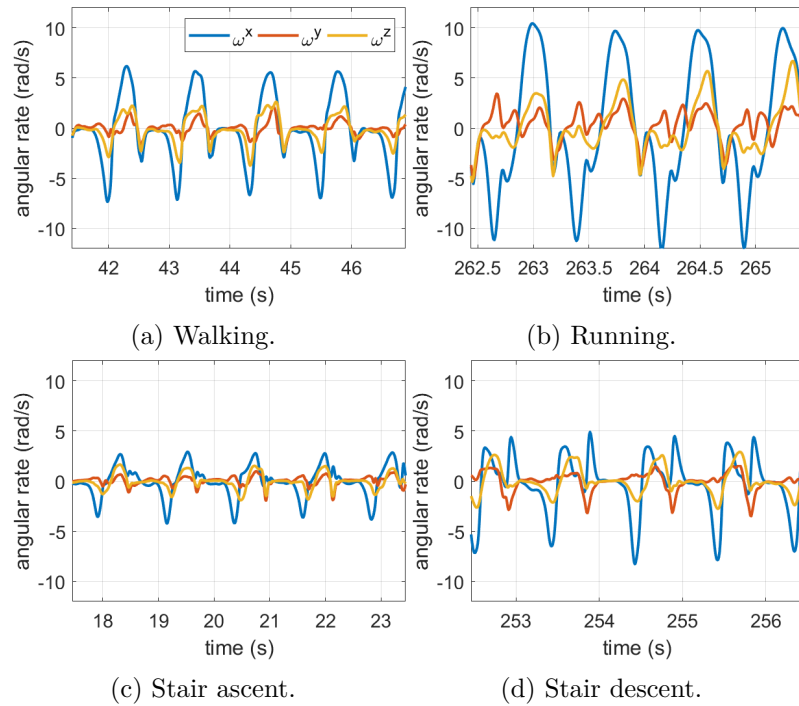 10
5
0
-5
-10
angular rate (rad/s)
ωˣ ωʸ ωᶻ
42 43 44 45 46
time (s)
(a) Walking.
10
5
0
-5
-10
angular rate (rad/s)
262.5 263 263.5 264 264.5 265
time (s)
(b) Running.
10
5
0
-5
-10
angular rate (rad/s)
18 19 20 21 22 23
time (s)
(c) Stair ascent.
10
5
0
-5
-10
angular rate (rad/s)
253 254 255 256
time (s)
(d) Stair descent.